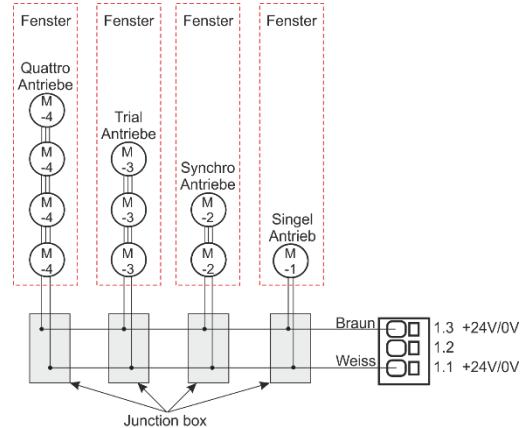 Fenster
Fenster
Fenster
Fenster
Quattro
Antriebe
M
-4
M
-4
M
-4
M
-4
Trial
Antriebe
M
-3
M
-3
M
-3
Synchro
Antriebe
M
-2
M
-2
Singel
Antrieb
M
-1
Braun
1.3 +24V/0V
1.2
Weiss
1.1 +24V/0V
Junction box